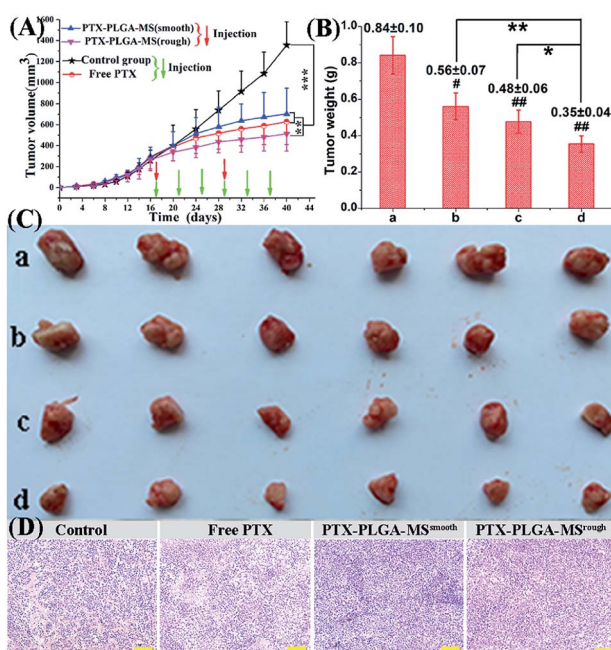 (A)
1600
1400
1200
1000
800
600
400
200
0
Tumor volume(mm3
PTX-PLGA-MS(smooth)
PTX-PLGA-MS(rough)
Injection
Control group
Free PTX
Injection
***
**
0 4 8 12 16 20 24 28 32 36 40 44
Time (days)
(B)
1.0
0.8
0.6
0.4
0.2
0.0
Tumor weight (g)
**
*
0.84±0.10
0.56±0.07
#
0.48±0.06
##
0.35±0.04
##
a b c d
(C)
a
b
c
d
(D)
Control Free PTX PTX-PLGA-MSsmooth PTX-PLGA-MSrough